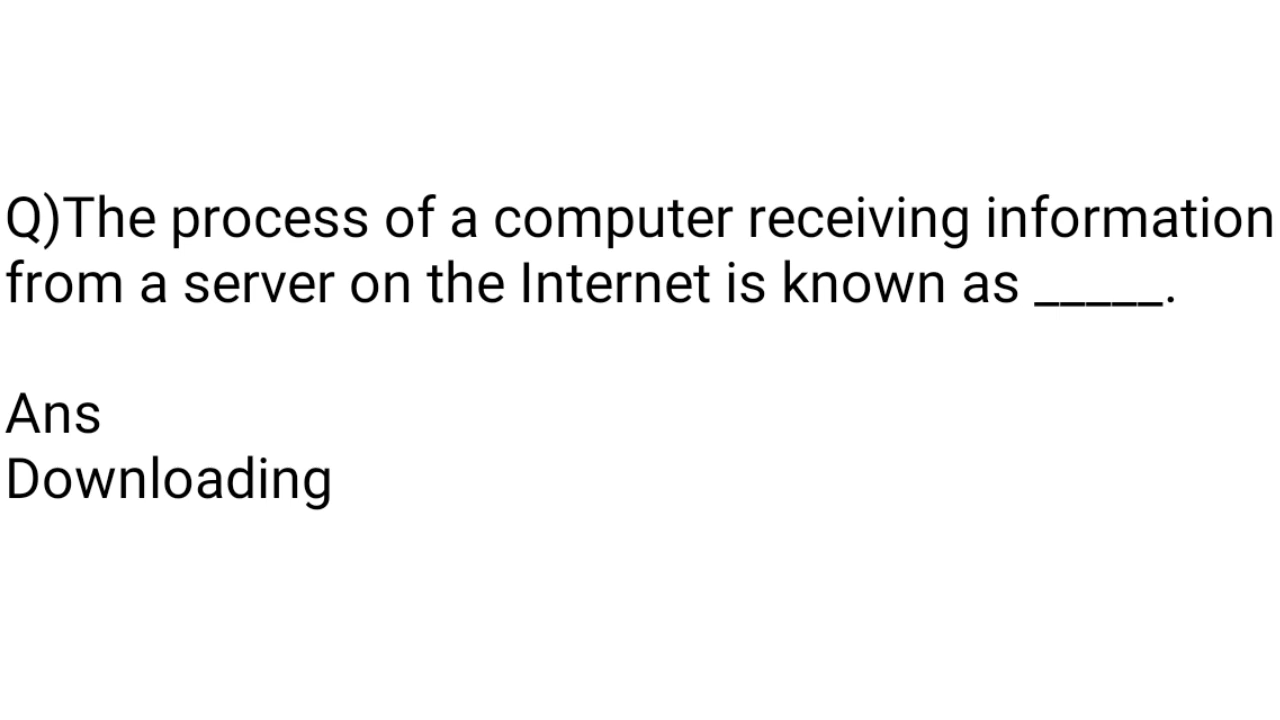 Q)The process of a computer receiving information
from a server on the Internet is known as _____.
Ans
Downloading